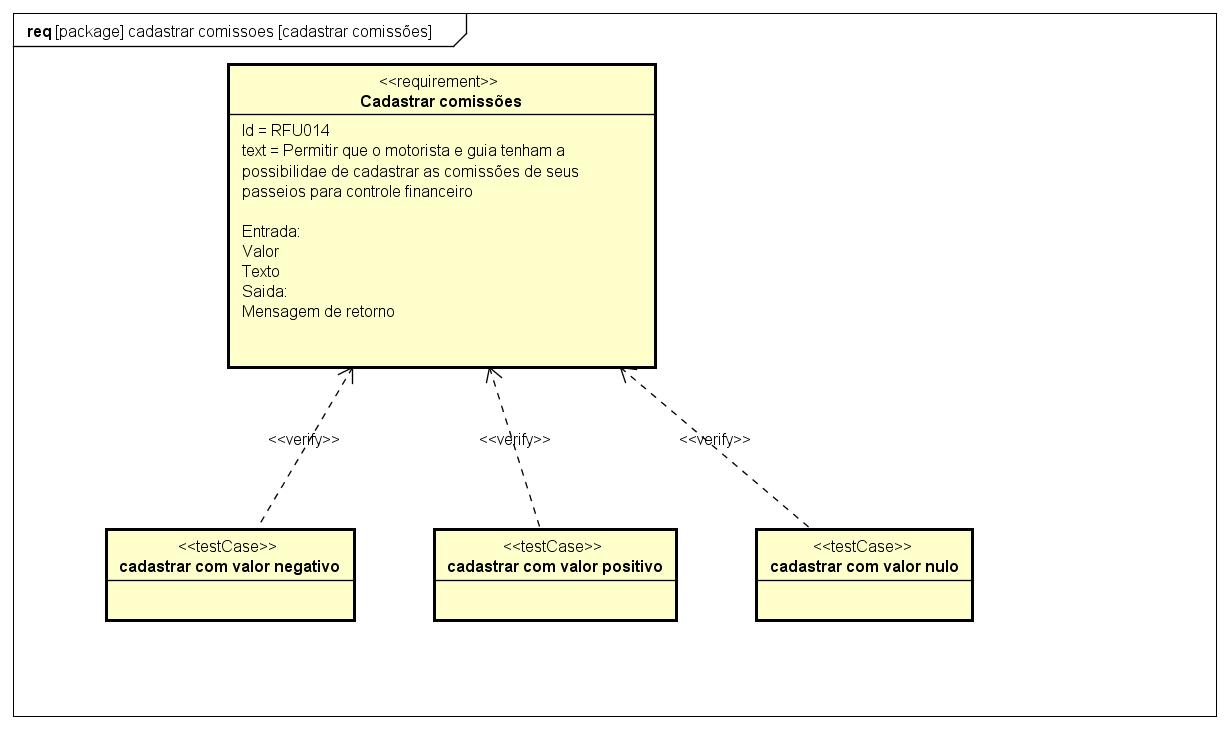 req [package] cadastrar comissoes [cadastrar comissões]
<<requirement>>
Cadastrar comissões
Id = RFU014
text = Permitir que o motorista e guia tenham a
possibilidae de cadastrar as comissões de seus
passeios para controle financeiro
Entrada:
Valor
Texto
Saida:
Mensagem de retorno
<<verify>>
<<verify>>
<<verify>>
<<testCase>>
cadastrar com valor negativo
<<testCase>>
cadastrar com valor positivo
<<testCase>>
cadastrar com valor nulo